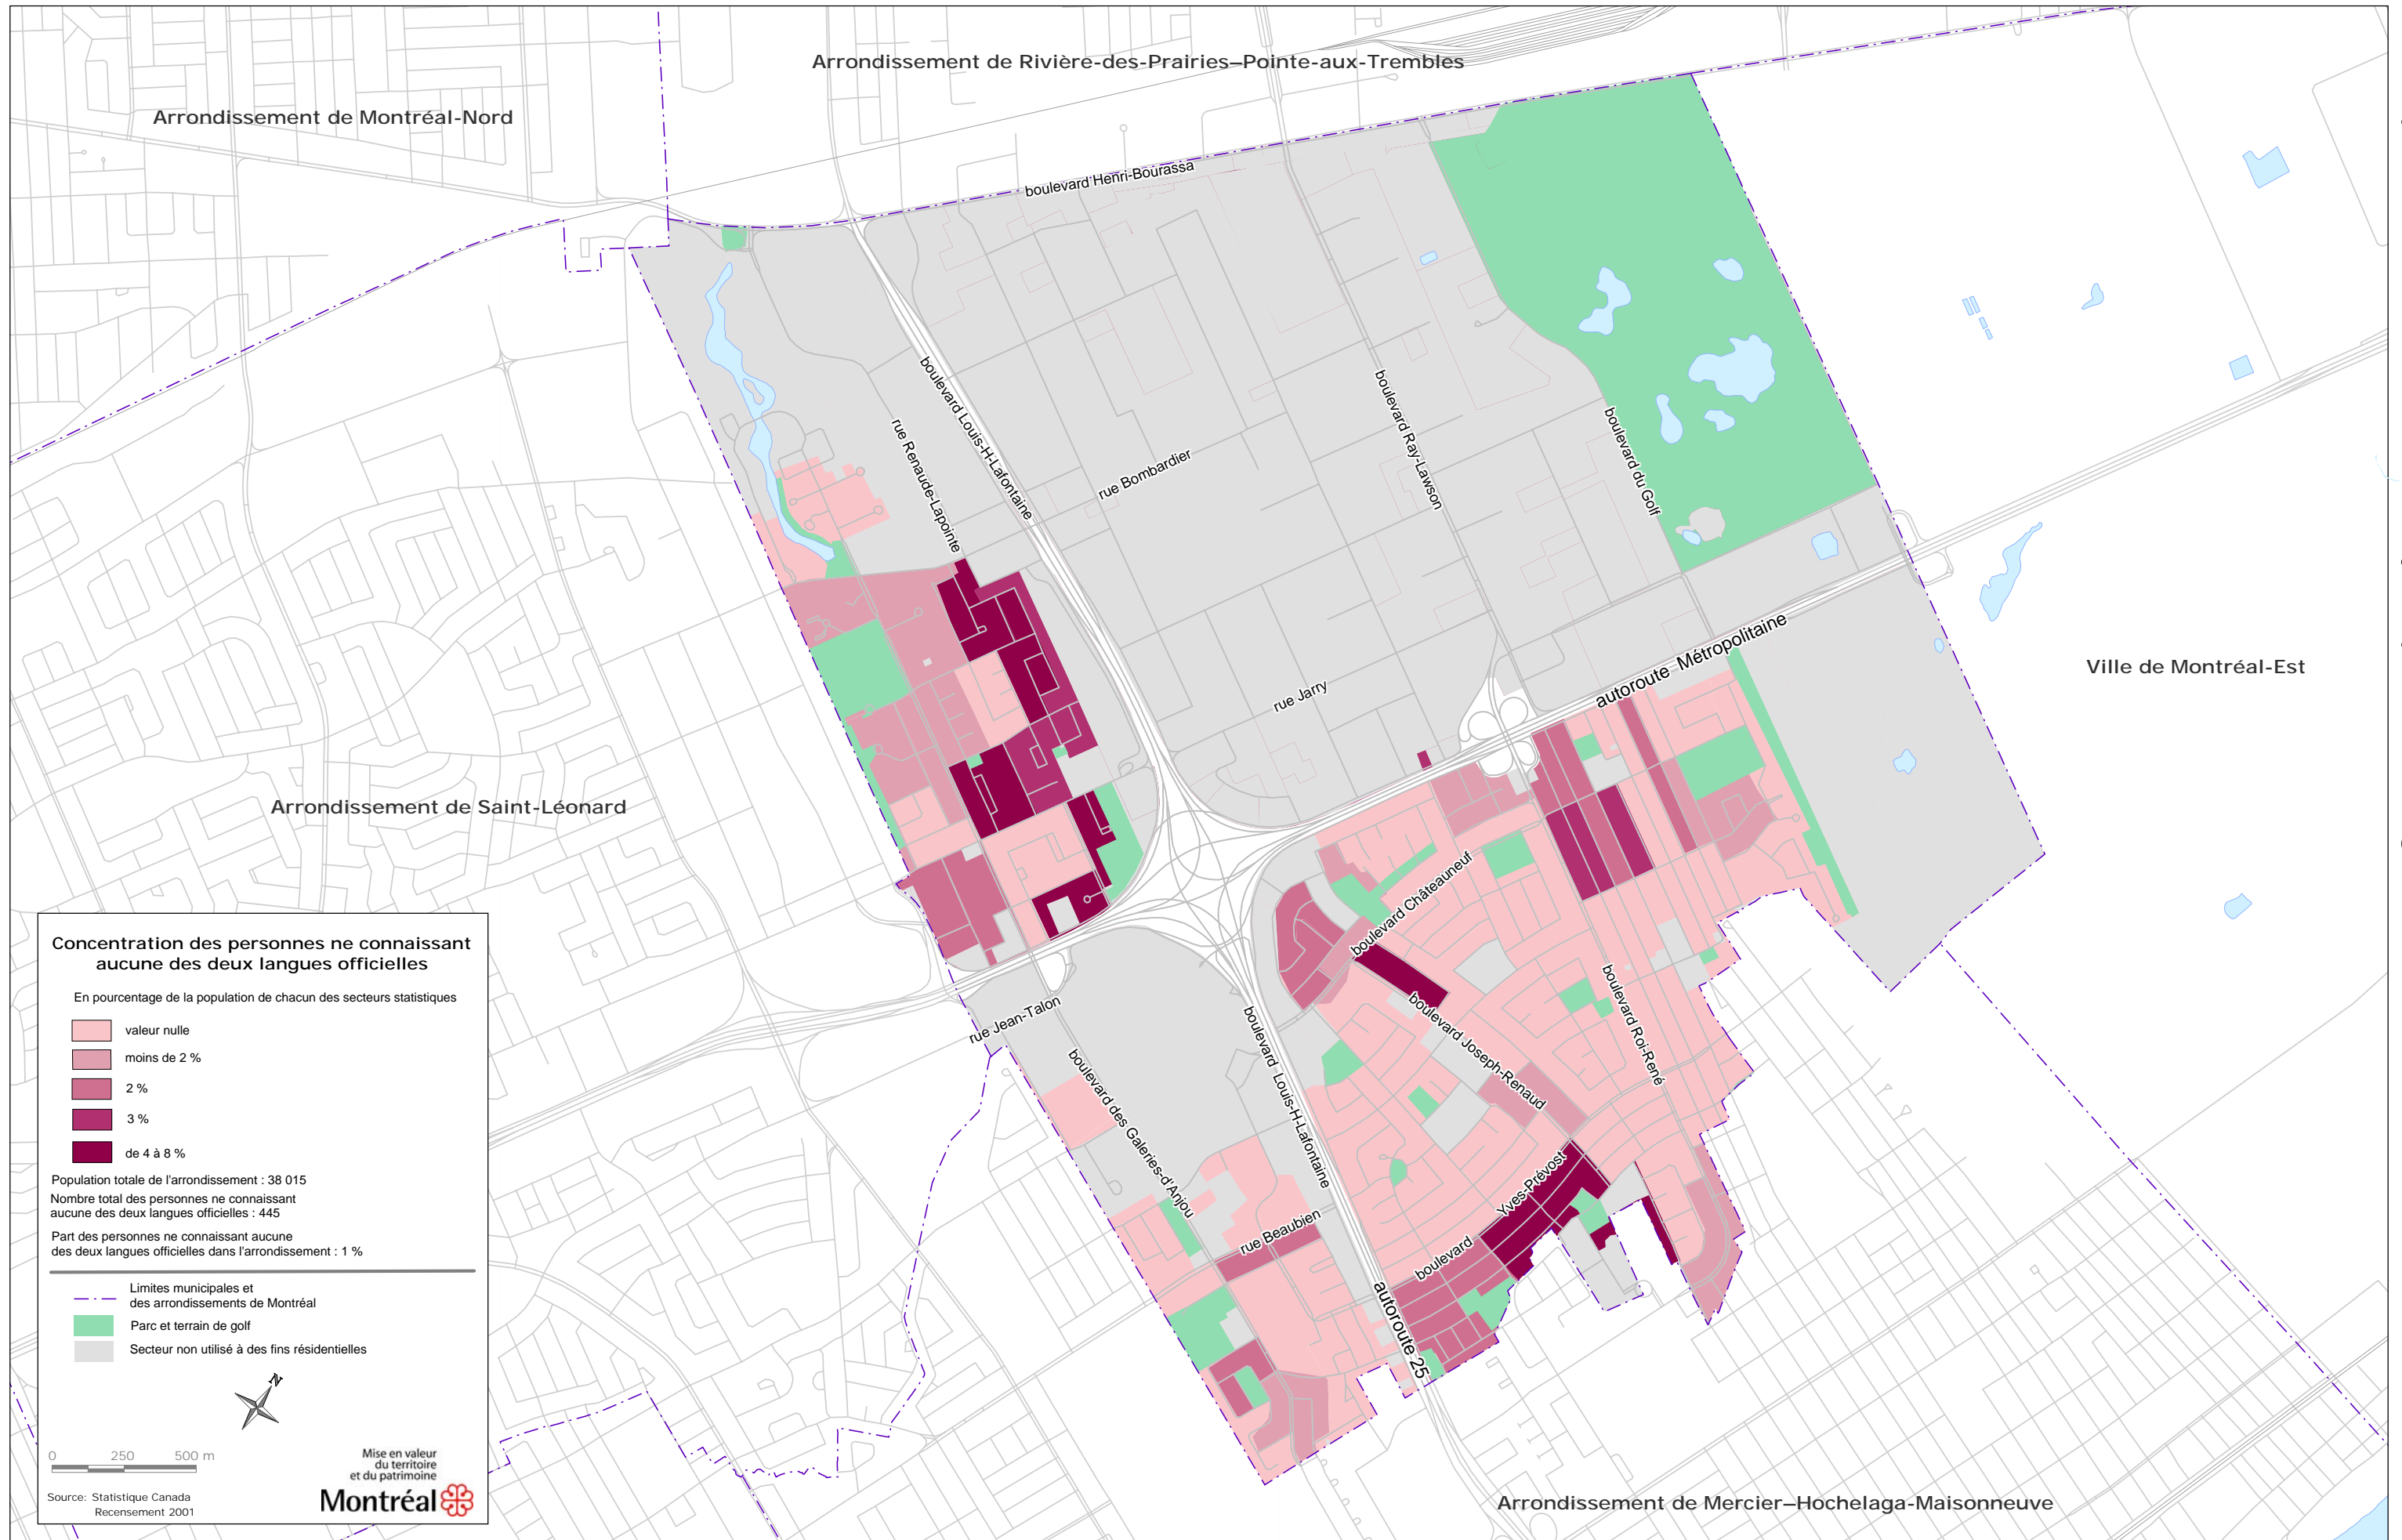 Arrondissement de Rivière-des-Prairies–Pointe-aux-Trembles
Arrondissement de Montréal-Nord
boulevard Henri-Bourassa
boulevard Louis-H-Lafontaine
rue Renaude-Lapointe
rue Bombardier
boulevard Ray-Lawson
boulevard du Golf
autoroute Métropolitaine
rue Jarry
Ville de Montréal-Est
Arrondissement de Saint-Léonard
boulevard Châteauneuf
boulevard Joseph-Renaud
boulevard Roi-René
rue Jean-Talon
boulevard des Galeries-d'Anjou
boulevard Louis-H-Lafontaine
boulevard Yves-Prévost
rue Beaubien
autoroute 25
Arrondissement de Mercier–Hochelaga-Maisonneuve
Concentration des personnes ne connaissant
aucune des deux langues officielles
En pourcentage de la population de chacun des secteurs statistiques
valeur nulle
moins de 2 %
2 %
3 %
de 4 à 8 %
Population totale de l'arrondissement : 38 015
Nombre total des personnes ne connaissant
aucune des deux langues officielles : 445
Part des personnes ne connaissant aucune
des deux langues officielles dans l'arrondissement : 1 %
Limites municipales et
des arrondissements de Montréal
Parc et terrain de golf
Secteur non utilisé à des fins résidentielles
N
0 250 500 m
Mise en valeur
du territoire
et du patrimoine
Montréal
Source: Statistique Canada
Recensement 2001